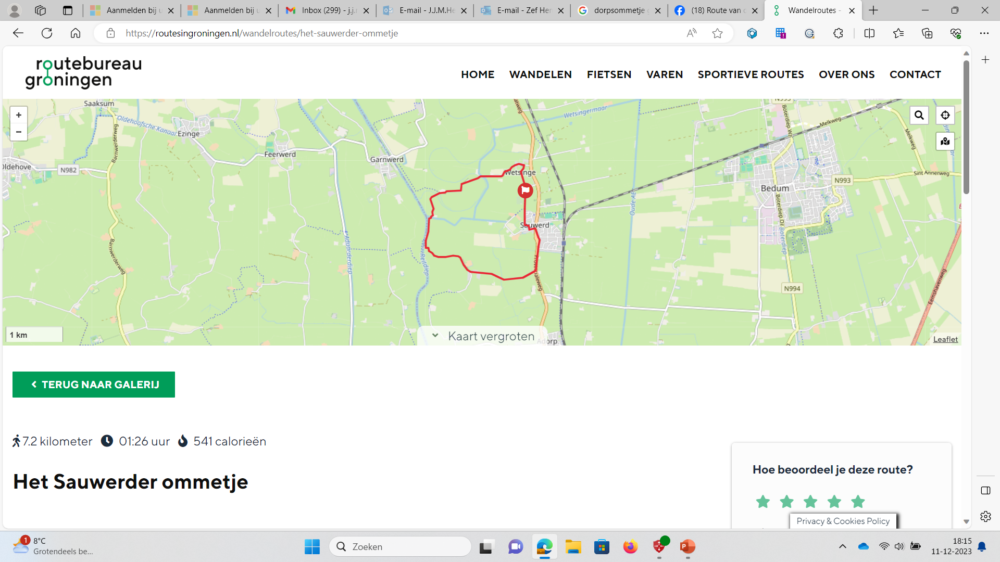 Aanmelden bij u
Aanmelden bij u
Inbox (299) - j.j.r
E-mail - J.J.M.He
E-mail - Zef Her
dorpsommetje g
(18) Route van d
Wandelroutes -
https://routesingroningen.nl/wandelroutes/het-sauwerder-ommetje
routebureau
groningen
HOME WANDELEN FIETSEN VAREN SPORTIEVE ROUTES OVER ONS CONTACT
+
−
Saaksum
Oldehoofsche Kanaal
Ezinge
Barnwerderweg
Feerwerd
Garnwerd
Oldehove
N982
Wetsingermaar
Wetsinge
Sauwerd
Barnwerderweg
Aduarderdiep
Reitdiep
Oude Ae
Boterdiep Wz
Melkweg
Melkweg
Sint Annerweg
N993
Bedum
Boterdiep Oz
Boterdiep
N994
Eemshavenweg
Adorp
1 km
Kaart vergroten
Leaflet
TERUG NAAR GALERIJ
7.2 kilometer 01:26 uur 541 calorieën
Het Sauwerder ommetje
Hoe beoordeel je deze route?
Privacy & Cookies Policy
1
8°C
Grotendeels be...
Zoeken
18:15
11-12-2023